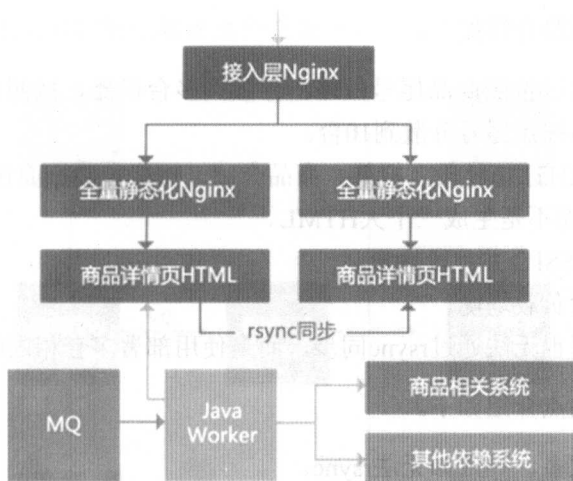 接入层Nginx
全量静态化Nginx
全量静态化Nginx
商品详情页HTML
商品详情页HTML
rsync同步
MQ
Java
Worker
商品相关系统
其他依赖系统